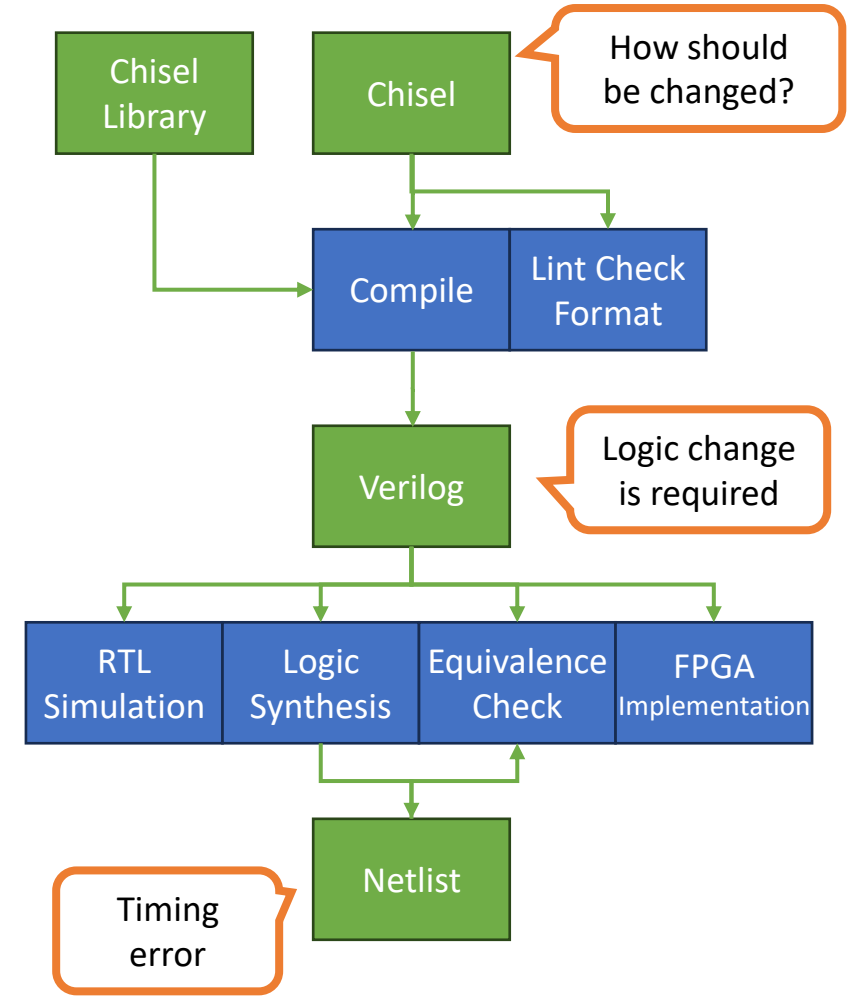 Chisel
Library
Chisel
How should
be changed?
Compile
Lint Check
Format
Verilog
Logic change
is required
RTL
Simulation
Logic
Synthesis
Equivalence
Check
FPGA
Implementation
Netlist
Timing
error